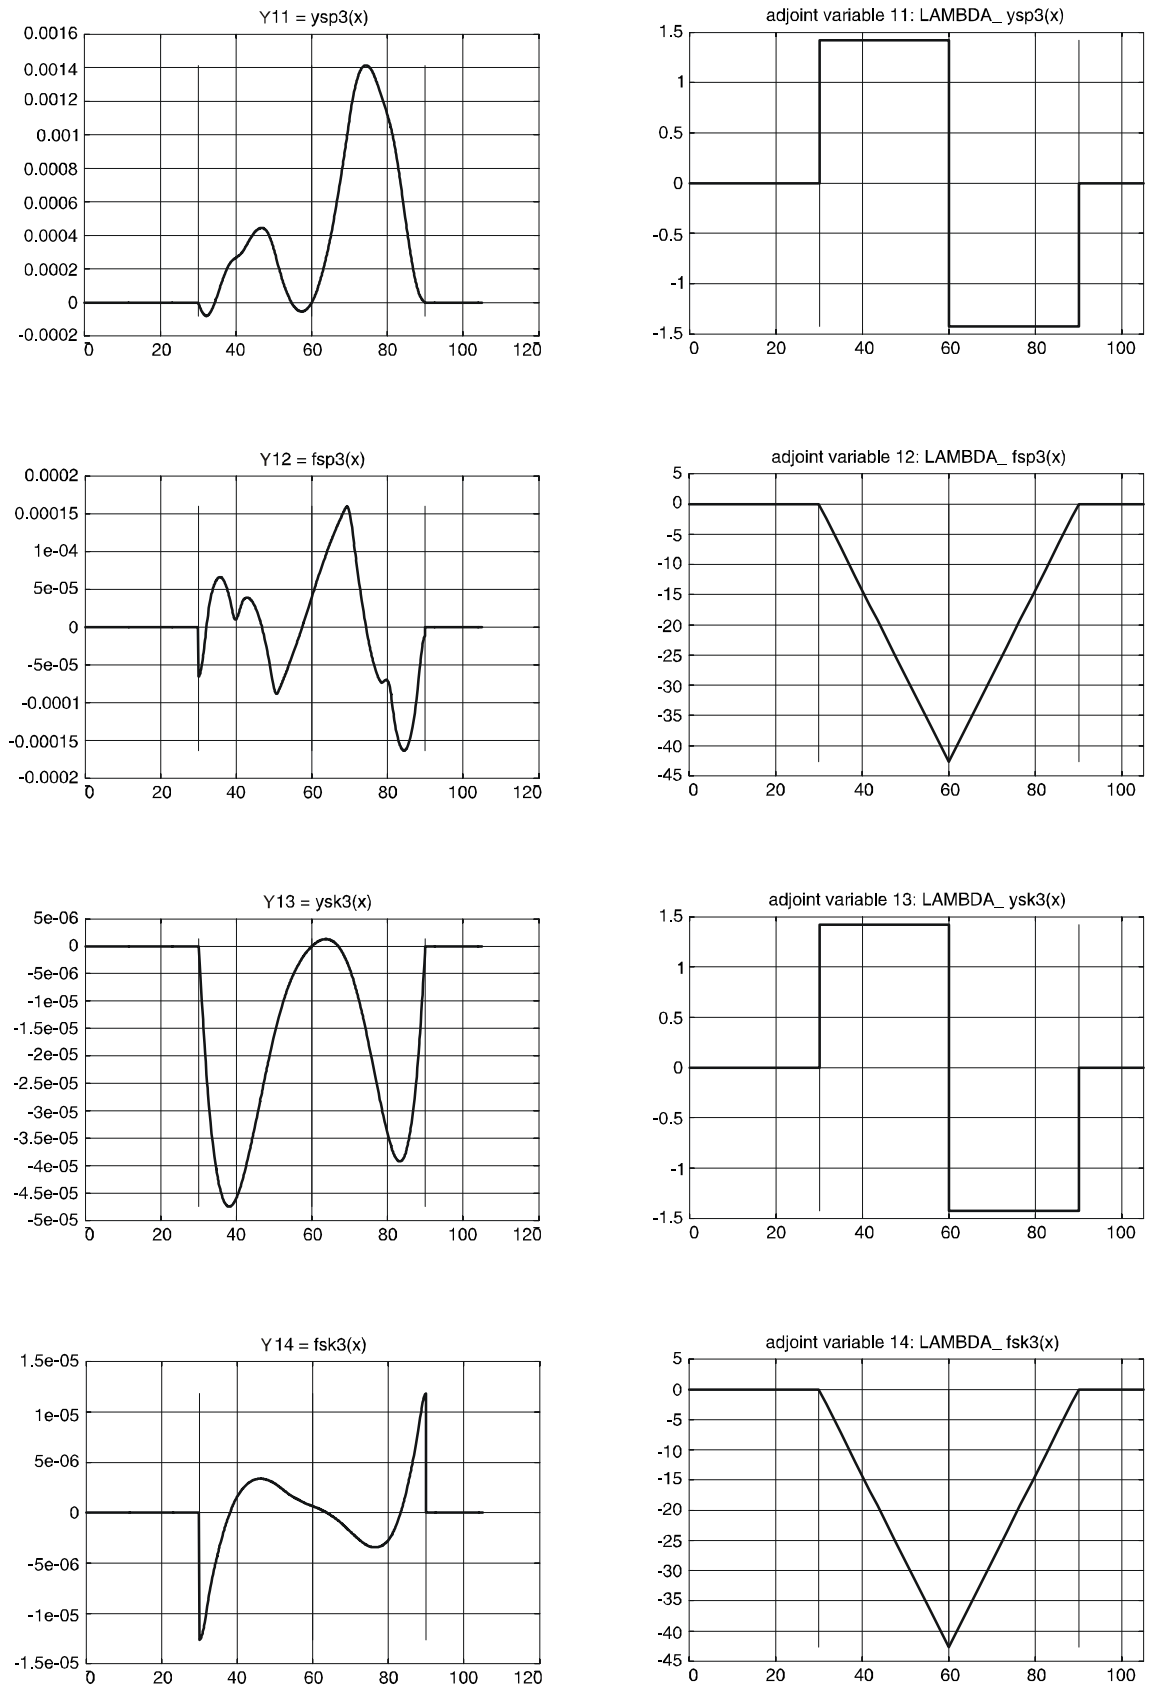 Y11 = ysp3(x)
0.0016
0.0014
0.0012
0.001
0.0008
0.0006
0.0004
0.0002
0
-0.0002
0 20 40 60 80 100 120
adjoint variable 11: LAMBDA_ ysp3(x)
1.5
1
0.5
0
-0.5
-1
-1.5
0 20 40 60 80 100
Y12 = fsp3(x)
0.0002
0.00015
1e-04
5e-05
0
-5e-05
-0.0001
-0.00015
-0.0002
0 20 40 60 80 100 120
adjoint variable 12: LAMBDA_ fsp3(x)
5
0
-5
-10
-15
-20
-25
-30
-35
-40
-45
0 20 40 60 80 100
Y13 = ysk3(x)
5e-06
0
-5e-06
-1e-05
-1.5e-05
-2e-05
-2.5e-05
-3e-05
-3.5e-05
-4e-05
-4.5e-05
-5e-05
0 20 40 60 80 100 120
adjoint variable 13: LAMBDA_ ysk3(x)
1.5
1
0.5
0
-0.5
-1
-1.5
0 20 40 60 80 100
Y14 = fsk3(x)
1.5e-05
1e-05
5e-06
0
-5e-06
-1e-05
-1.5e-05
0 20 40 60 80 100 120
adjoint variable 14: LAMBDA_ fsk3(x)
5
0
-5
-10
-15
-20
-25
-30
-35
-40
-45
0 20 40 60 80 100